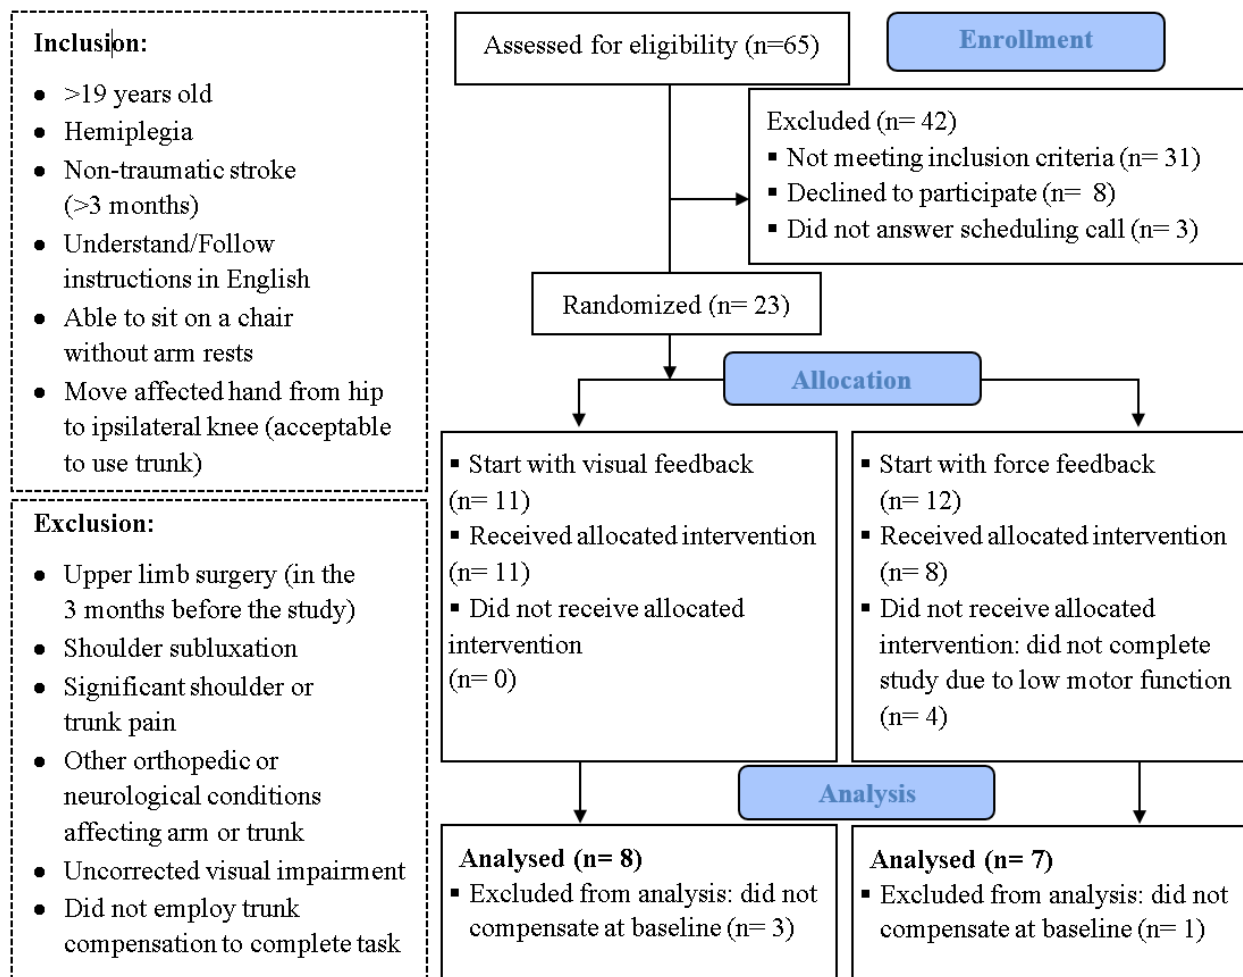 Inclusion:
● >19 years old
● Hemiplegia
● Non-traumatic stroke
(>3 months)
● Understand/Follow
instructions in English
● Able to sit on a chair
without arm rests
● Move affected hand from hip
to ipsilateral knee (acceptable
to use trunk)
Exclusion:
● Upper limb surgery (in the
3 months before the study)
● Shoulder subluxation
● Significant shoulder or
trunk pain
● Other orthopedic or
neurological conditions
affecting arm or trunk
● Uncorrected visual impairment
● Did not employ trunk
compensation to complete task
Assessed for eligibility (n=65)
Enrollment
Excluded (n= 42)
▪ Not meeting inclusion criteria (n= 31)
▪ Declined to participate (n=  8)
▪ Did not answer scheduling call (n= 3)
Randomized (n= 23)
Allocation
▪ Start with visual feedback
(n= 11)
▪ Received allocated intervention
(n= 11)
▪ Did not receive allocated
intervention
(n= 0)
▪ Start with force feedback
(n= 12)
▪ Received allocated intervention
(n= 8)
▪ Did not receive allocated
intervention: did not complete
study due to low motor function
(n= 4)
Analysis
Analysed (n= 8)
▪ Excluded from analysis: did not
compensate at baseline (n= 3)
Analysed (n= 7)
▪ Excluded from analysis: did not
compensate at baseline (n= 1)